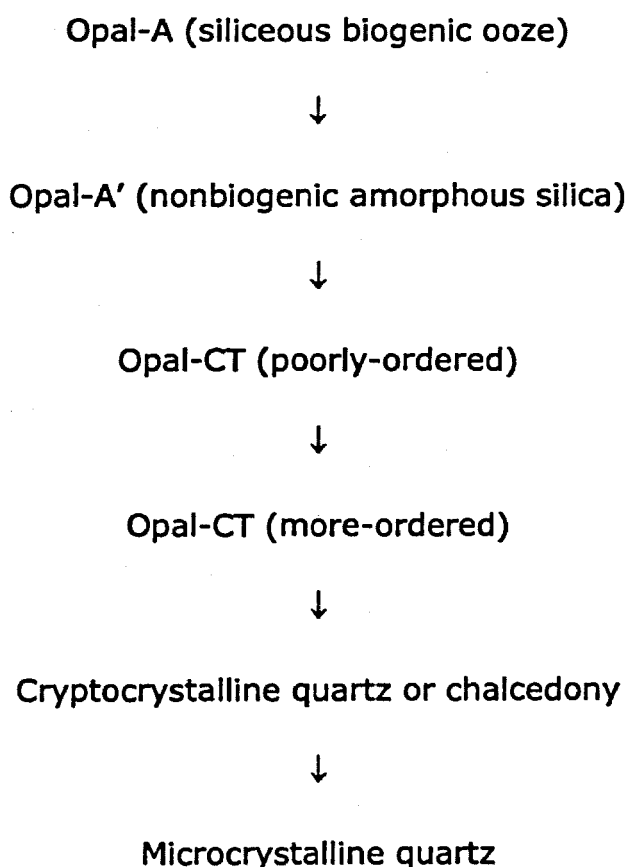 Opal-A (siliceous biogenic ooze)
↓
Opal-A′ (nonbiogenic amorphous silica)
↓
Opal-CT (poorly-ordered)
↓
Opal-CT (more-ordered)
↓
Cryptocrystalline quartz or chalcedony
↓
Microcrystalline quartz